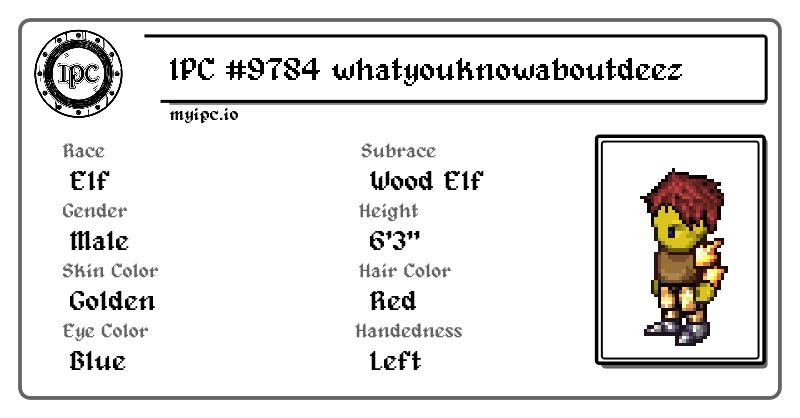 IPC
IPC #9784 whatyouknowaboutdeez
myipc.io
Race
Elf
Subrace
Wood Elf
Gender
Male
Height
6'3"
Skin Color
Golden
Hair Color
Red
Eye Color
Blue
Handedness
Left